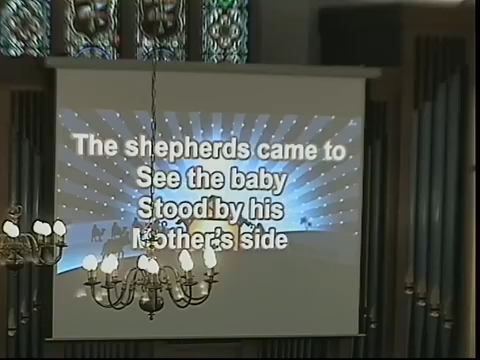 The shepherds came to
See the baby
Stood by his
Mother's side